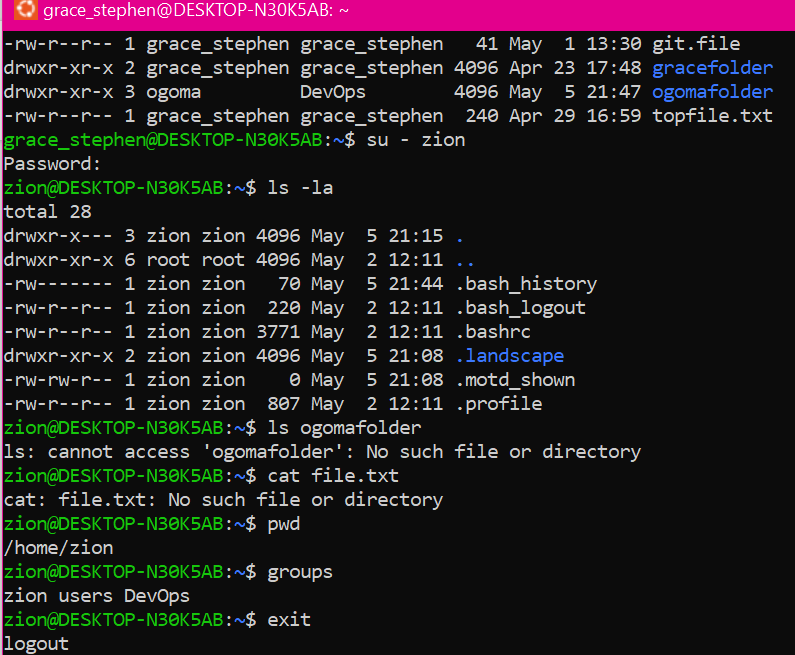 grace_stephen@DESKTOP-N30K5AB: ~
-rw-r--r-- 1 grace_stephen grace_stephen   41 May  1 13:30 git.file
drwxr-xr-x 2 grace_stephen grace_stephen 4096 Apr 23 17:48 gracefolder
drwxr-xr-x 3 ogoma         DevOps        4096 May  5 21:47 ogomafolder
-rw-r--r-- 1 grace_stephen grace_stephen  240 Apr 29 16:59 topfile.txt
grace_stephen@DESKTOP-N30K5AB:~$ su - zion
Password:
zion@DESKTOP-N30K5AB:~$ ls -la
total 28
drwxr-x--- 3 zion zion 4096 May  5 21:15 .
drwxr-xr-x 6 root root 4096 May  2 12:11 ..
-rw------- 1 zion zion   70 May  5 21:44 .bash_history
-rw-r--r-- 1 zion zion  220 May  2 12:11 .bash_logout
-rw-r--r-- 1 zion zion 3771 May  2 12:11 .bashrc
drwxr-xr-x 2 zion zion 4096 May  5 21:08 .landscape
-rw-rw-r-- 1 zion zion    0 May  5 21:08 .motd_shown
-rw-r--r-- 1 zion zion  807 May  2 12:11 .profile
zion@DESKTOP-N30K5AB:~$ ls ogomafolder
ls: cannot access 'ogomafolder': No such file or directory
zion@DESKTOP-N30K5AB:~$ cat file.txt
cat: file.txt: No such file or directory
zion@DESKTOP-N30K5AB:~$ pwd
/home/zion
zion@DESKTOP-N30K5AB:~$ groups
zion users DevOps
zion@DESKTOP-N30K5AB:~$ exit
logout